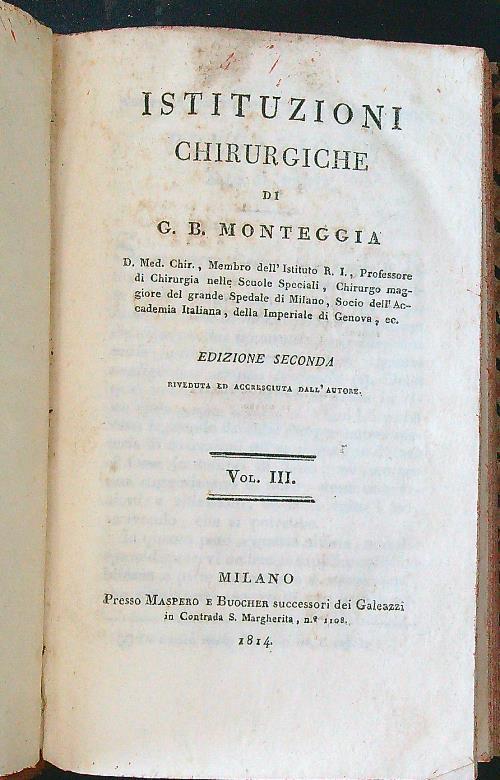 ISTITUZIONI
CHIRURGICHE
DI
G. B. MONTEGGIA
D. Med. Chir., Membro dell' Istituto R. I., Professore
di Chirurgia nelle Scuole Speciali, Chirurgo mag-
giore del grande Spedale di Milano, Socio dell' Ac-
cademia Italiana, della Imperiale di Genova, ec.
EDIZIONE SECONDA
RIVEDUTA ED ACCRESCIUTA DALL' AUTORE.
VOL. III.
MILANO
Presso MASPERO E BUOCHER successori dei Galeazzi
in Contrada S. Margherita, n.º 1108.
1814.